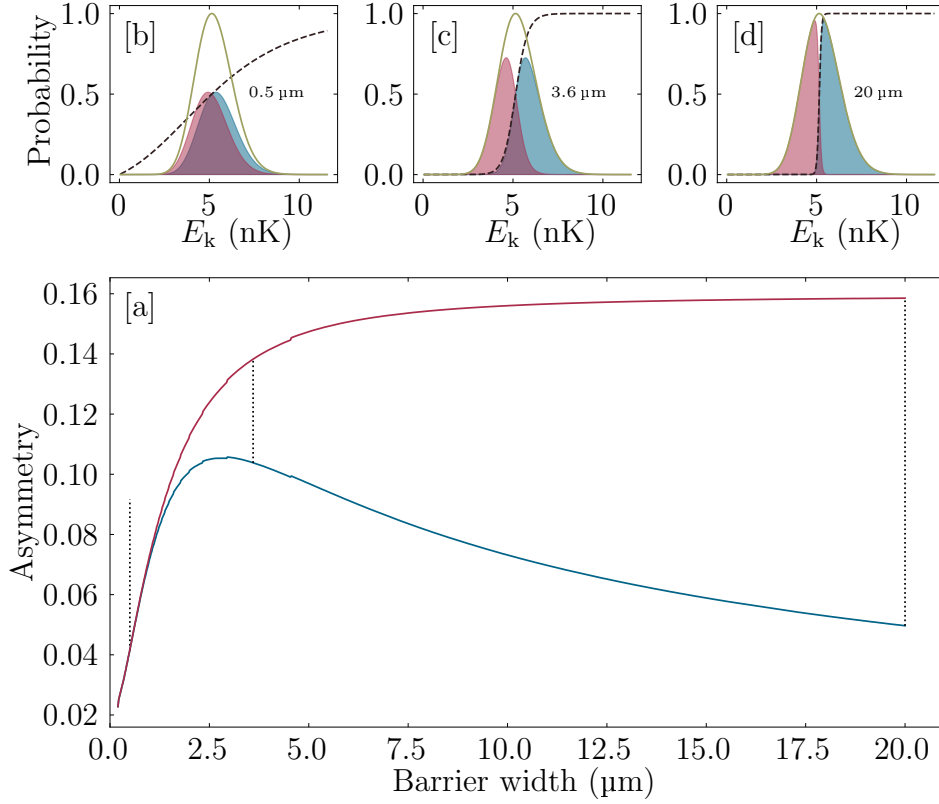 [b] [c] [d]
1.0 1.0 1.0
0.5 µm 3.6 µm 20 µm
0.5 0.5 0.5
0.0 0.0 0.0
Probability
0 5 10 0 5 10 0 5 10
E_k (nK) E_k (nK) E_k (nK)
[a]
0.16
0.14
0.12
0.10
0.08
0.06
0.04
0.02
Asymmetry
0.0 2.5 5.0 7.5 10.0 12.5 15.0 17.5 20.0
Barrier width (µm)